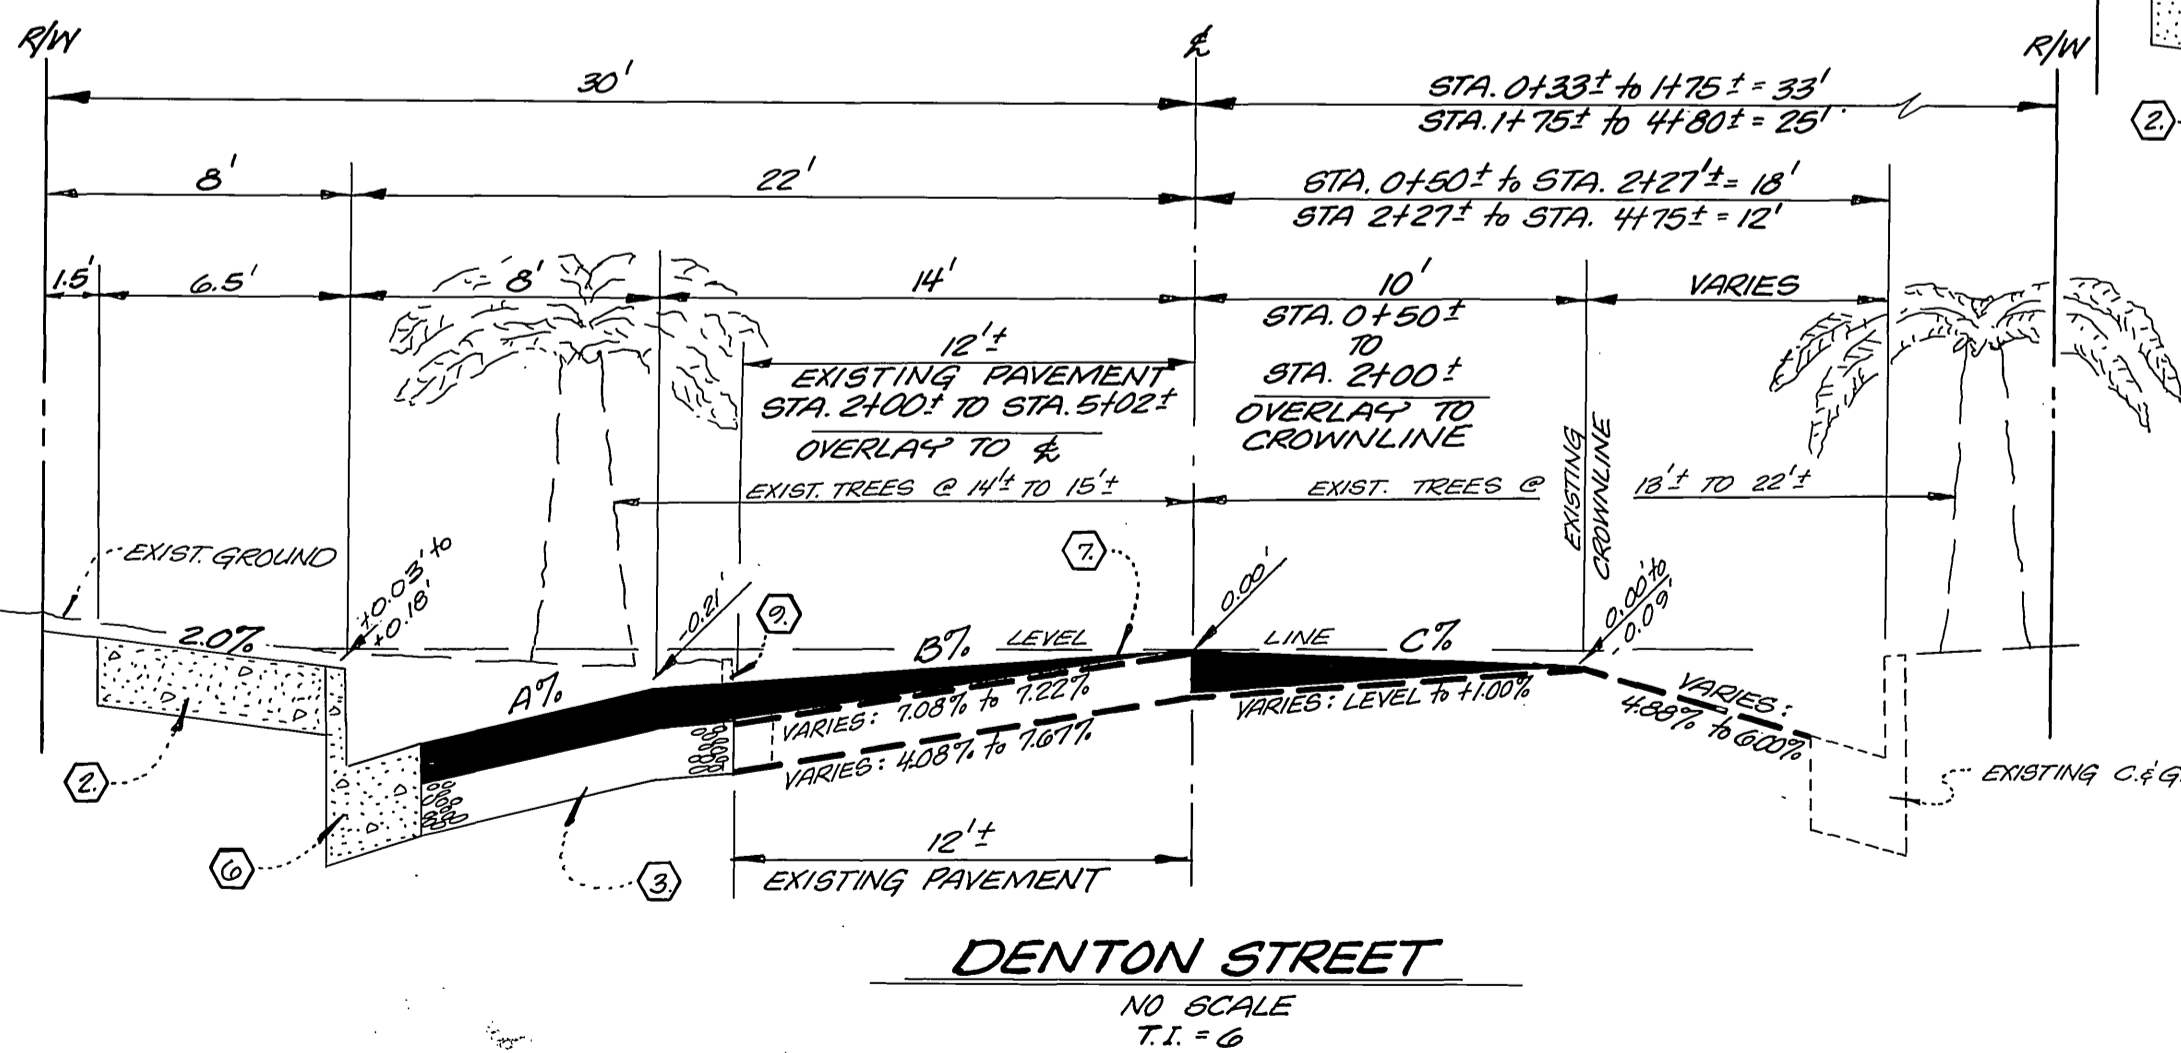 R/W
℄
R/W
30'
STA. 0+33± to 1+75± = 33'
STA. 1+75± to 4+80± = 25'
2.
8'
22'
STA. 0+50± to STA. 2+27'± = 18'
STA 2+27± to STA. 4+75± = 12'
1.5'
6.5'
8'
14'
10'
VARIES
STA. 0+50±
TO
STA. 2+00±
OVERLAY TO
CROWNLINE
12'±
EXISTING PAVEMENT
STA. 2+00± TO STA. 5+02±
OVERLAY TO ℄
EXISTING
CROWNLINE
EXIST. TREES @ 14'± TO 15'±
EXIST. TREES @ 13'± TO 22'±
EXIST. GROUND
±0.03' to
+0.18'
-0.21'
9.
7.
0.00'
0.00' to
-0.09'
2.0%
A%
B%
LEVEL
LINE
C%
VARIES: 7.08% to 7.22%
VARIES: 4.08% to 7.67%
VARIES: LEVEL to +1.00%
VARIES:
4.88% to 6.00%
2.
6
3.
EXISTING C.&G.
12'±
EXISTING PAVEMENT
DENTON STREET
NO SCALE
T.I. = 6